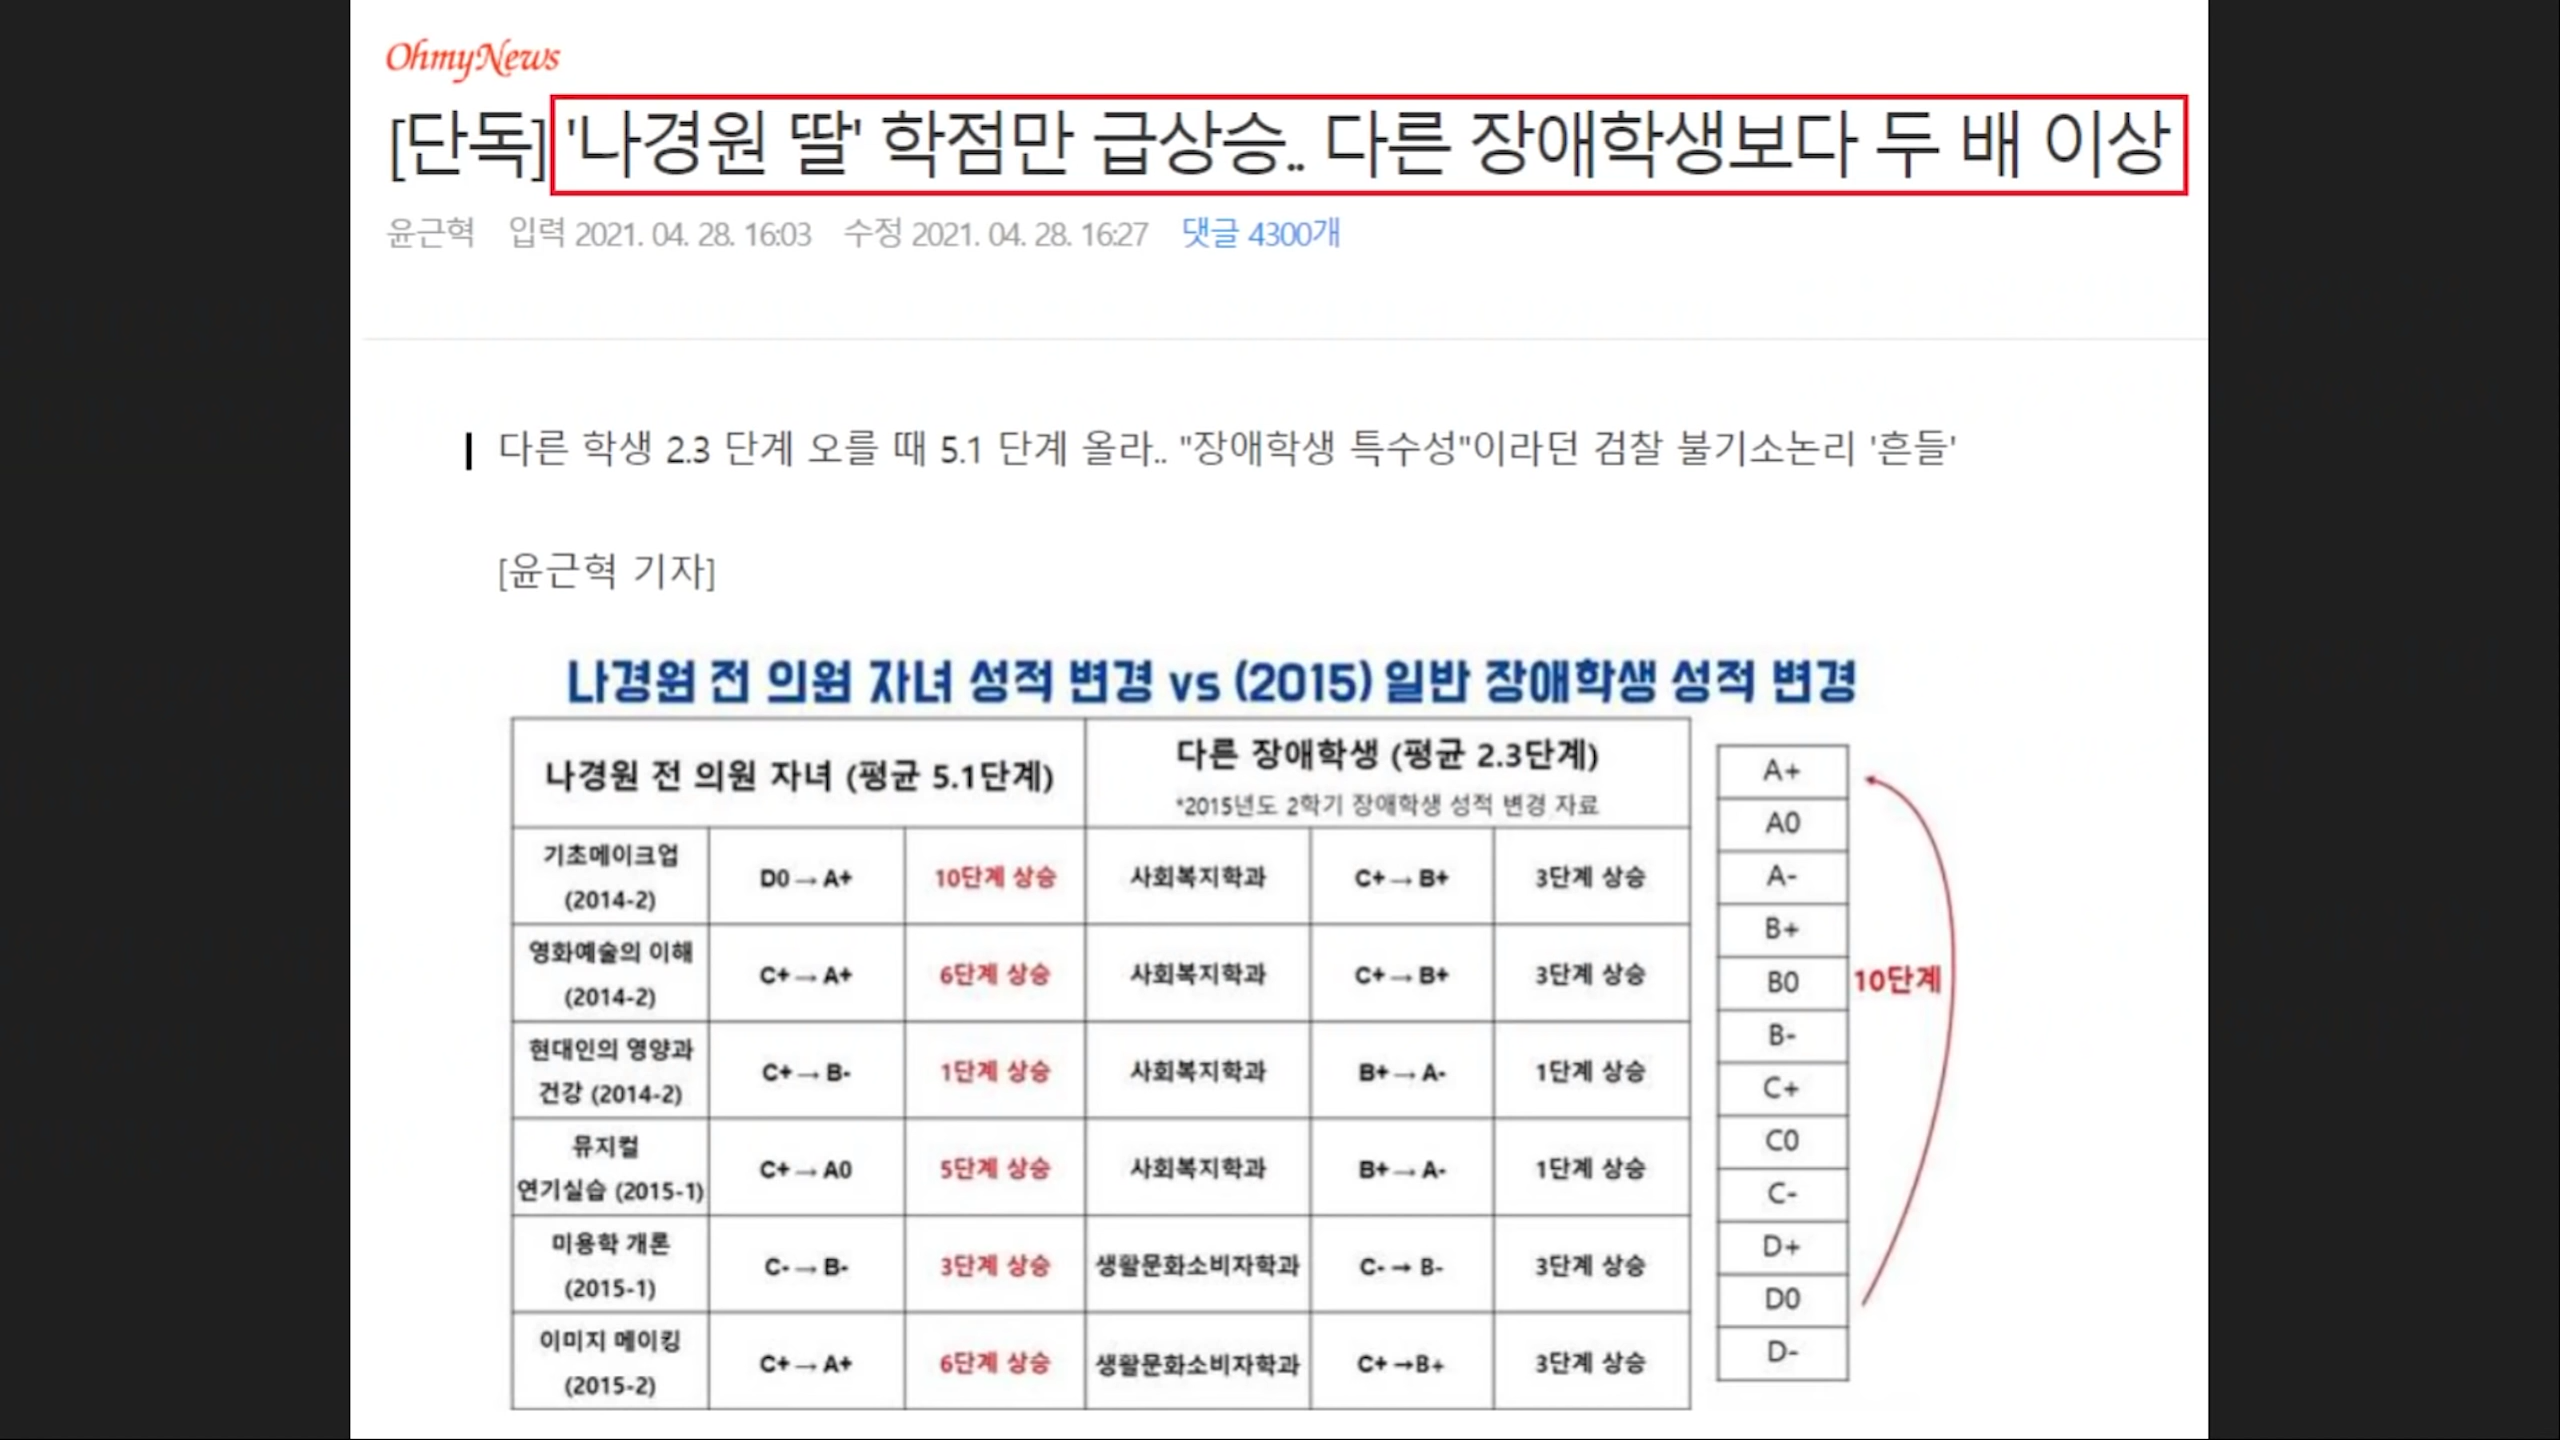 OhmyNews
[단독] '나경원 딸' 학점만 급상승.. 다른 장애학생보다 두 배 이상
윤근혁 입력 2021. 04. 28. 16:03 수정 2021. 04. 28. 16:27 댓글 4300개
다른 학생 2.3 단계 오를 때 5.1 단계 올라.. "장애학생 특수성"이라던 검찰 불기소논리 '흔들'
[윤근혁 기자]
나경원 전 의원 자녀 성적 변경 vs (2015) 일반 장애학생 성적 변경
나경원 전 의원 자녀 (평균 5.1단계)
다른 장애학생 (평균 2.3단계)
*2015년도 2학기 장애학생 성적 변경 자료
기초메이크업
(2014-2)
D0 → A+
10단계 상승
사회복지학과
C+ → B+
3단계 상승
영화예술의 이해
(2014-2)
C+ → A+
6단계 상승
사회복지학과
C+ → B+
3단계 상승
현대인의 영양과
건강 (2014-2)
C+ → B-
1단계 상승
사회복지학과
B+ → A-
1단계 상승
뮤지컬
연기실습 (2015-1)
C+ → A0
5단계 상승
사회복지학과
B+ → A-
1단계 상승
미용학 개론
(2015-1)
C- → B-
3단계 상승
생활문화소비자학과
C- → B-
3단계 상승
이미지 메이킹
(2015-2)
C+ → A+
6단계 상승
생활문화소비자학과
C+ →B+
3단계 상승
A+
A0
A-
B+
B0
B-
C+
C0
C-
D+
D0
D-
10단계